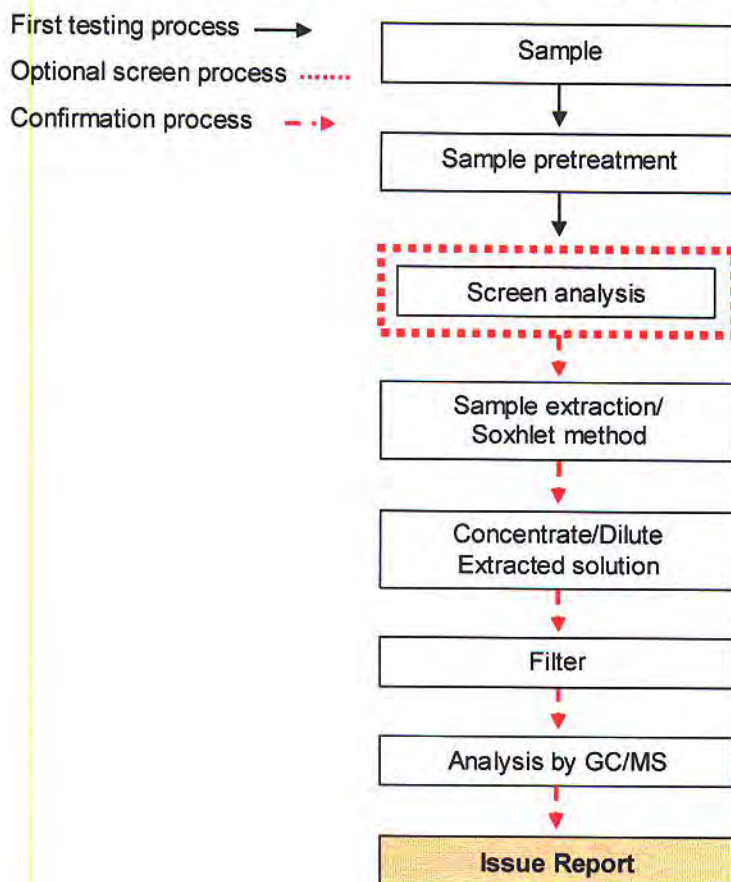 First testing process
Optional screen process
Confirmation process
Sample
Sample pretreatment
Screen analysis
Sample extraction/
Soxhlet method
Concentrate/Dilute
Extracted solution
Filter
Analysis by GC/MS
Issue Report